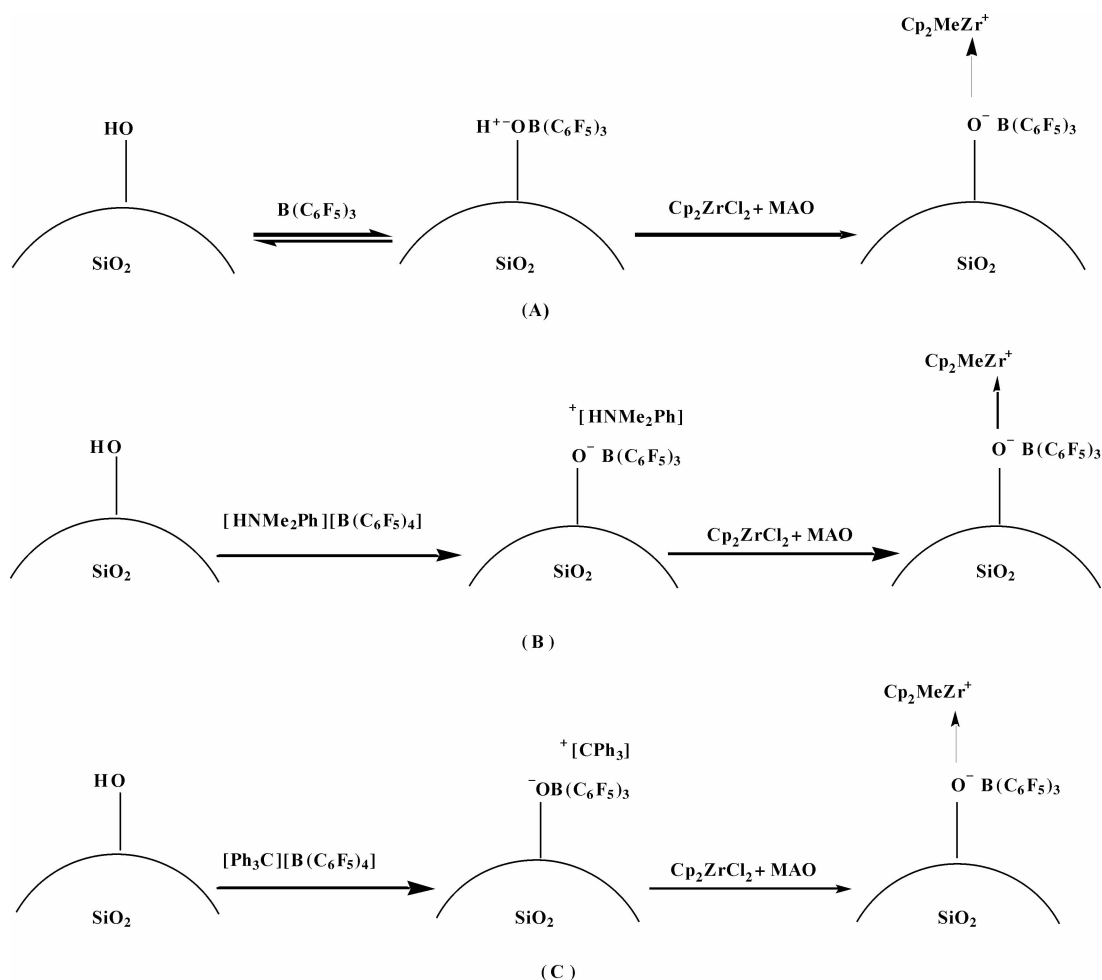 Cp₂MeZr⁺
HO
H⁺⁻OB(C₆F₅)₃
O⁻ B(C₆F₅)₃
B(C₆F₅)₃
Cp₂ZrCl₂ + MAO
SiO₂
SiO₂
SiO₂
(A)
Cp₂MeZr⁺
⁺[HNMe₂Ph]
HO
O⁻ B(C₆F₅)₃
O⁻ B(C₆F₅)₃
[HNMe₂Ph][B(C₆F₅)₄]
Cp₂ZrCl₂ + MAO
SiO₂
SiO₂
SiO₂
(B)
Cp₂MeZr⁺
⁺[CPh₃]
HO
⁻OB(C₆F₅)₃
O⁻ B(C₆F₅)₃
[Ph₃C][B(C₆F₅)₄]
Cp₂ZrCl₂ + MAO
SiO₂
SiO₂
SiO₂
(C)